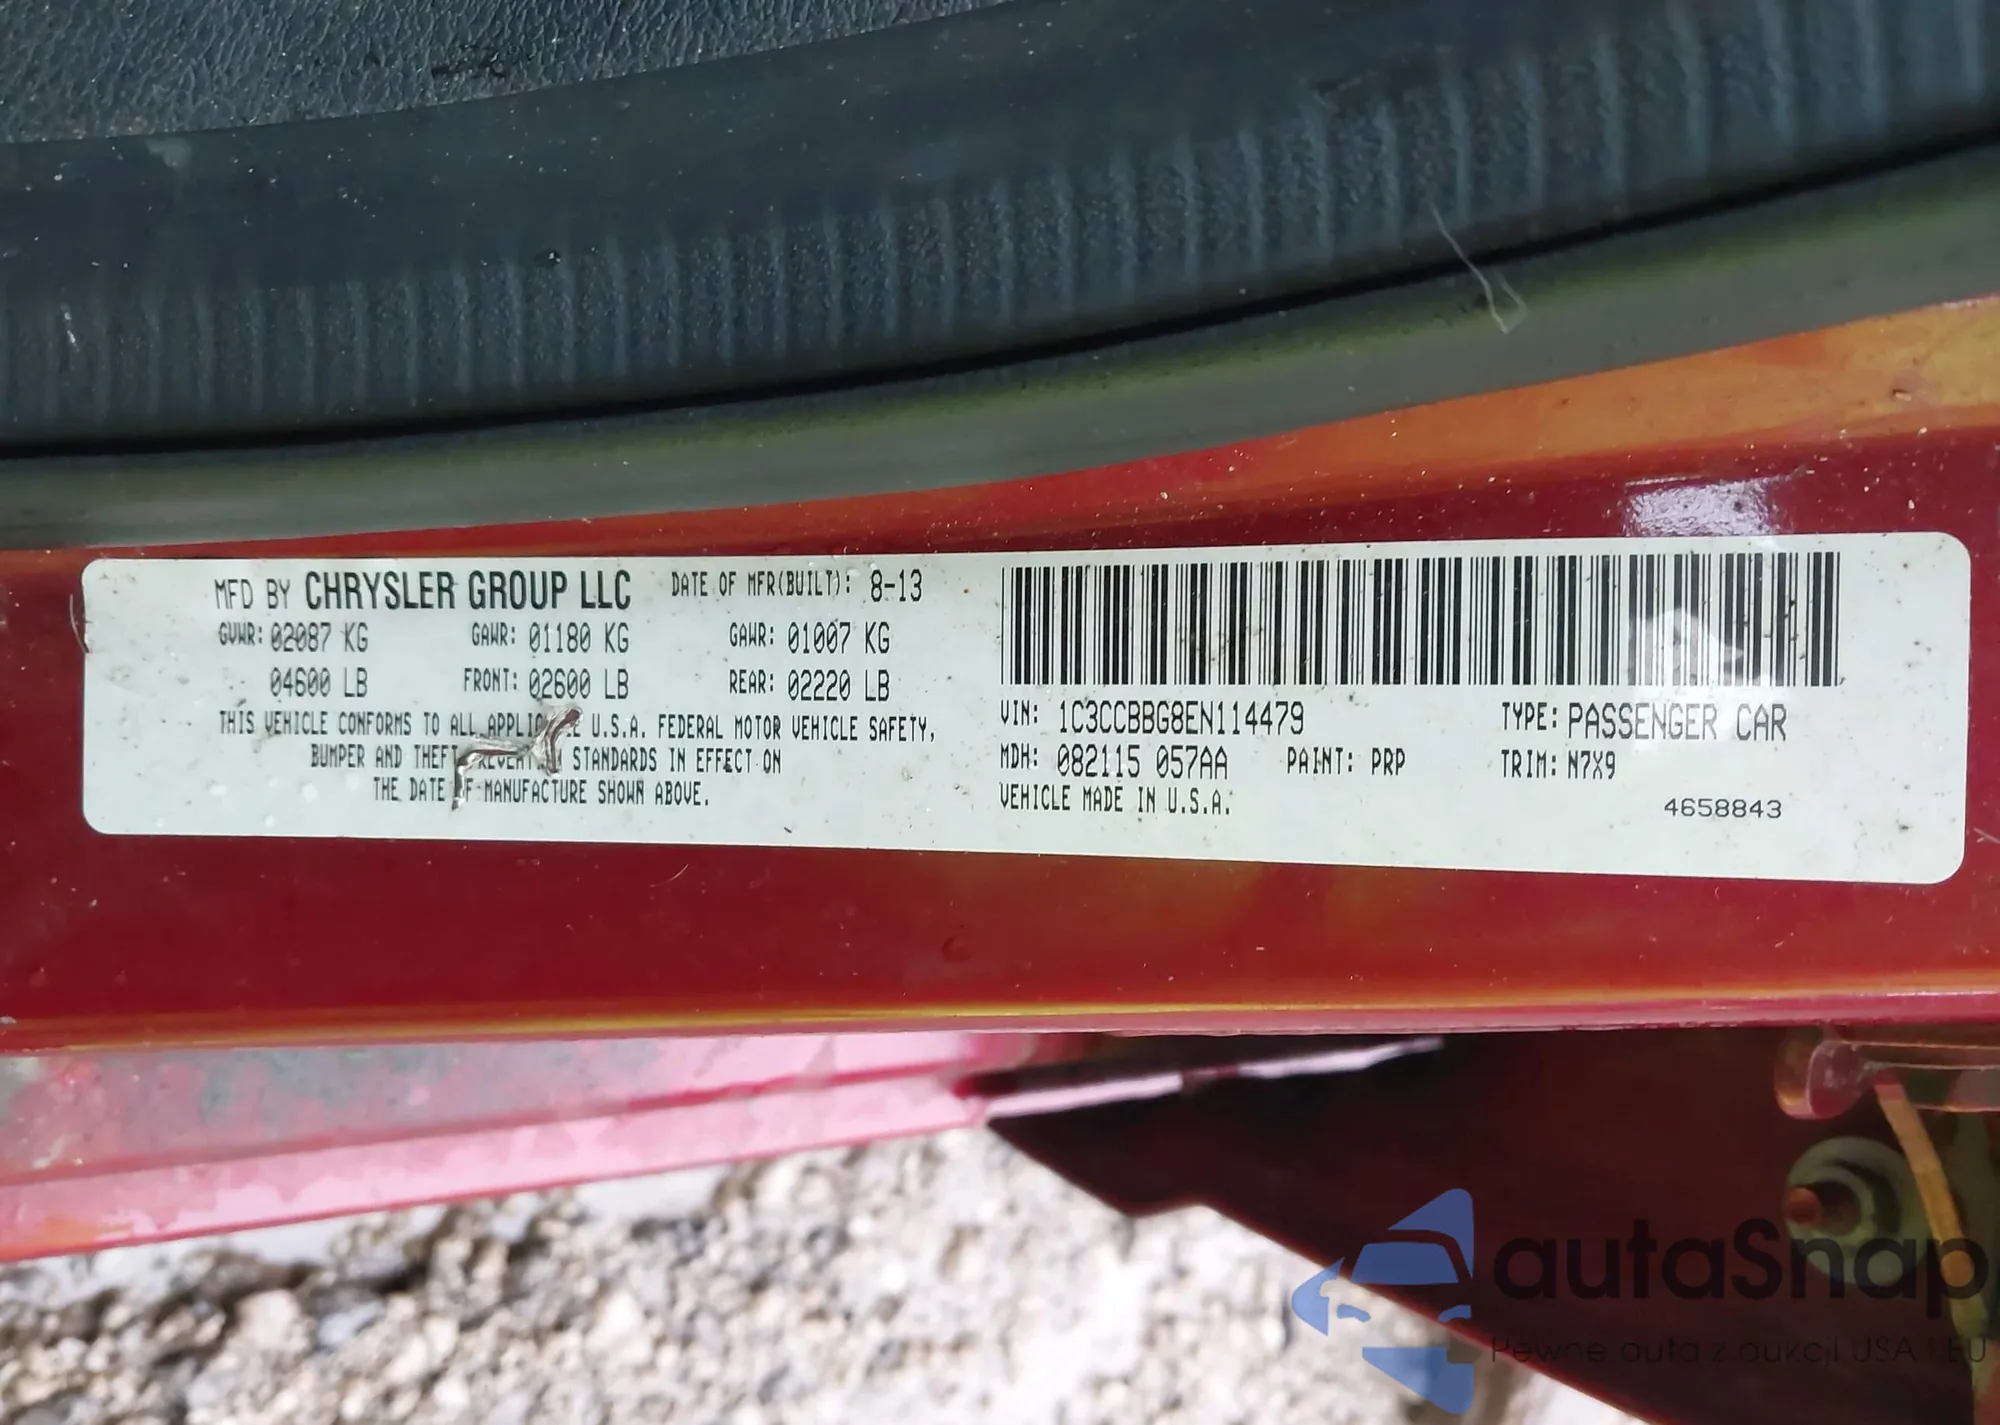 MFD BY CHRYSLER GROUP LLC DATE OF MFR(BUILT): 8-13
GVWR: 02087 KG GAWR: 01180 KG GAWR: 01007 KG
04600 LB FRONT: 02600 LB REAR: 02220 LB
THIS VEHICLE CONFORMS TO ALL U.S.A. FEDERAL MOTOR VEHICLE SAFETY,
BUMPER AND THEFT STANDARDS IN EFFECT ON
THE DATE OF MANUFACTURE SHOWN ABOVE.
VIN: 1C3CCBBG8EN114479 TYPE: PASSENGER CAR
MDH: 082115 057AA PAINT: PRP TRIM: N7X9
VEHICLE MADE IN U.S.A.
4658843
autaSnap
Pewne auta z aukcji USA i EU